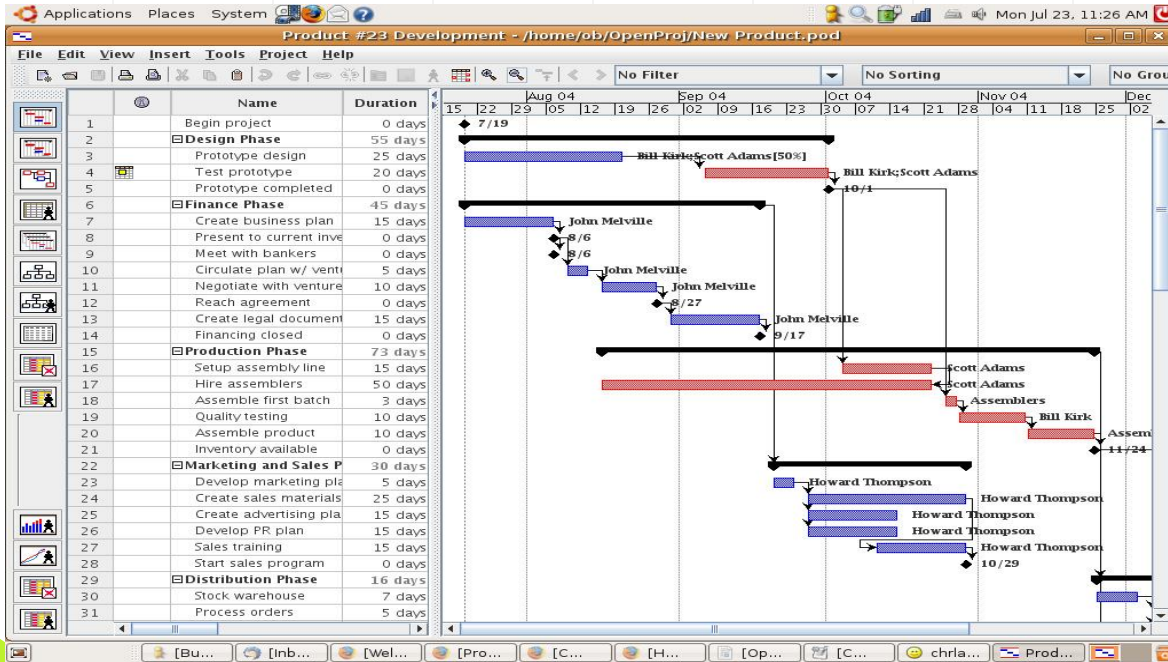 Applications Places System Mon Jul 23, 11:26 AM
Product #23 Development - /home/ob/OpenProj/New Product.pod
File Edit View Insert Tools Project Help
No Filter No Sorting No Grou
Name Duration
Aug 04 Sep 04 Oct 04 Nov 04 Dec
15 22 29 05 12 19 26 02 09 16 23 30 07 14 21 28 04 11 18 25 02
1 Begin project 0 days 7/19
2 Design Phase 55 days
3 Prototype design 25 days Bill Kirk;Scott Adams[50%]
4 Test prototype 20 days Bill Kirk;Scott Adams
5 Prototype completed 0 days 10/1
6 Finance Phase 45 days
7 Create business plan 15 days John Melville
8 Present to current inve 0 days 8/6
9 Meet with bankers 0 days 8/6
10 Circulate plan w/ vent 5 days John Melville
11 Negotiate with venture 10 days John Melville
12 Reach agreement 0 days 8/27
13 Create legal document 15 days John Melville
14 Financing closed 0 days 9/17
15 Production Phase 73 days
16 Setup assembly line 15 days Scott Adams
17 Hire assemblers 50 days Scott Adams
18 Assemble first batch 3 days Assemblers
19 Quality testing 10 days Bill Kirk
20 Assemble product 10 days Assem
21 Inventory available 0 days 11/24
22 Marketing and Sales P 30 days
23 Develop marketing pla 5 days Howard Thompson
24 Create sales materials 25 days Howard Thompson
25 Create advertising pla 15 days Howard Thompson
26 Develop PR plan 15 days Howard Thompson
27 Sales training 15 days Howard Thompson
28 Start sales program 0 days 10/29
29 Distribution Phase 16 days
30 Stock warehouse 7 days
31 Process orders 5 days
[Bu... [Inb... [Wel... [Pro... [C... [H... [Op... [C... chrla... Prod...